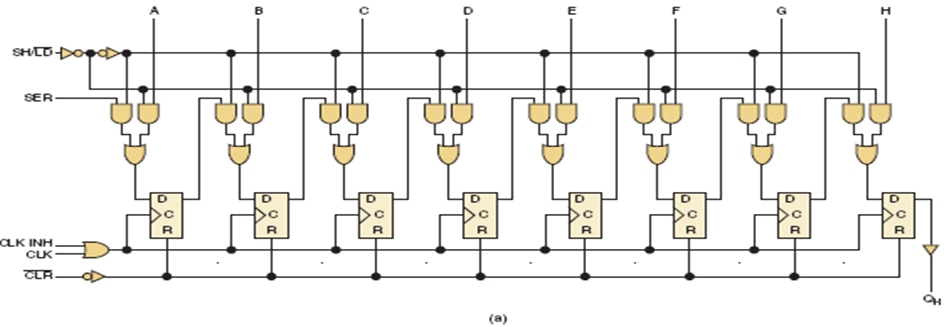 A B C D E F G H
SH/LD
SER
D D D D D D D D
C C C C C C C C
R R R R R R R R
CLK INH
CLK
CLR
QH
(a)